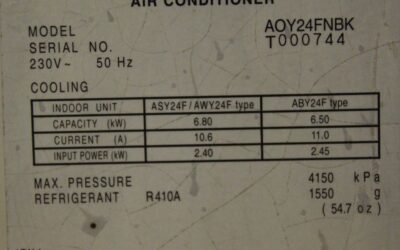 AIR CONDITIONER
MODEL AOY24FNBK
SERIAL NO. T000744
230V~ 50 Hz
COOLING
INDOOR UNIT ASY24F / AWY24F type ABY24F type
CAPACITY (kW) 6.80 6.50
CURRENT (A) 10.6 11.0
INPUT POWER (kW) 2.40 2.45
MAX. PRESSURE 4150 kPa
REFRIGERANT R410A 1550 g
(54.7 oz)